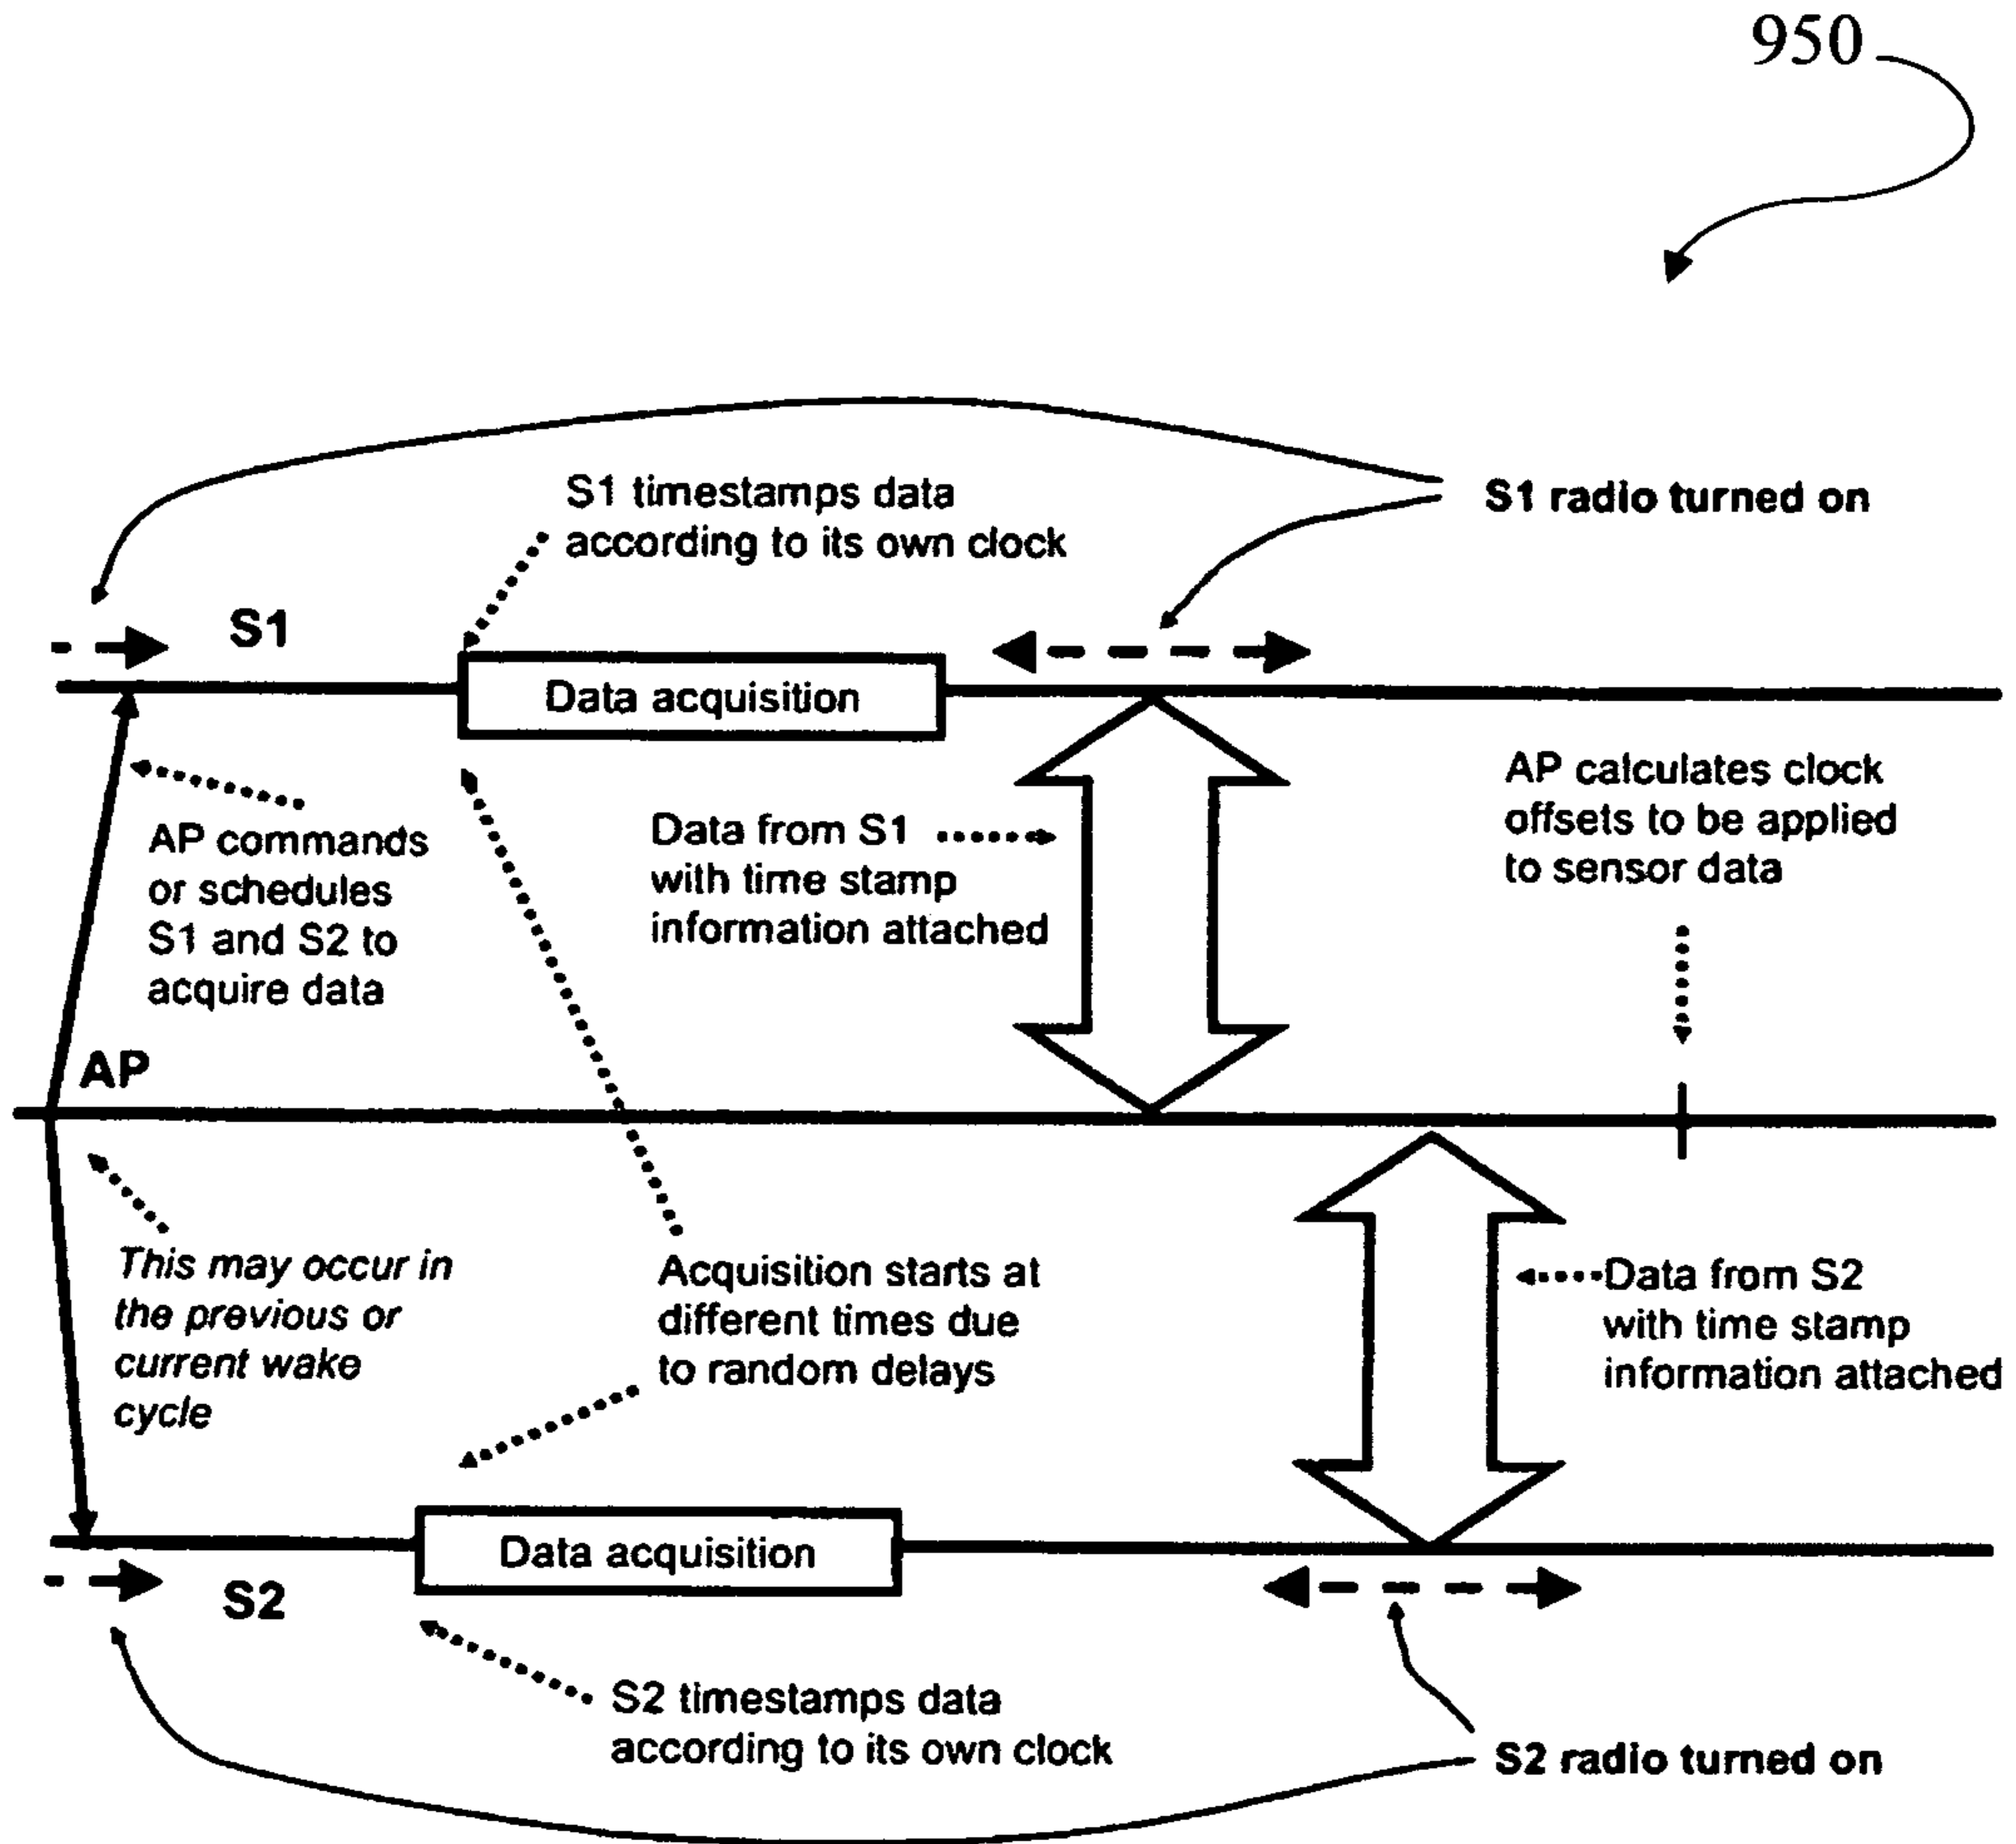 950
S1 timestamps data
according to its own clock
S1 radio turned on
S1
Data acquisition
AP commands
or schedules
S1 and S2 to
acquire data
Data from S1
with time stamp
information attached
AP calculates clock
offsets to be applied
to sensor data
AP
This may occur in
the previous or
current wake
cycle
Acquisition starts at
different times due
to random delays
Data from S2
with time stamp
information attached
Data acquisition
S2
S2 timestamps data
according to its own clock
S2 radio turned on